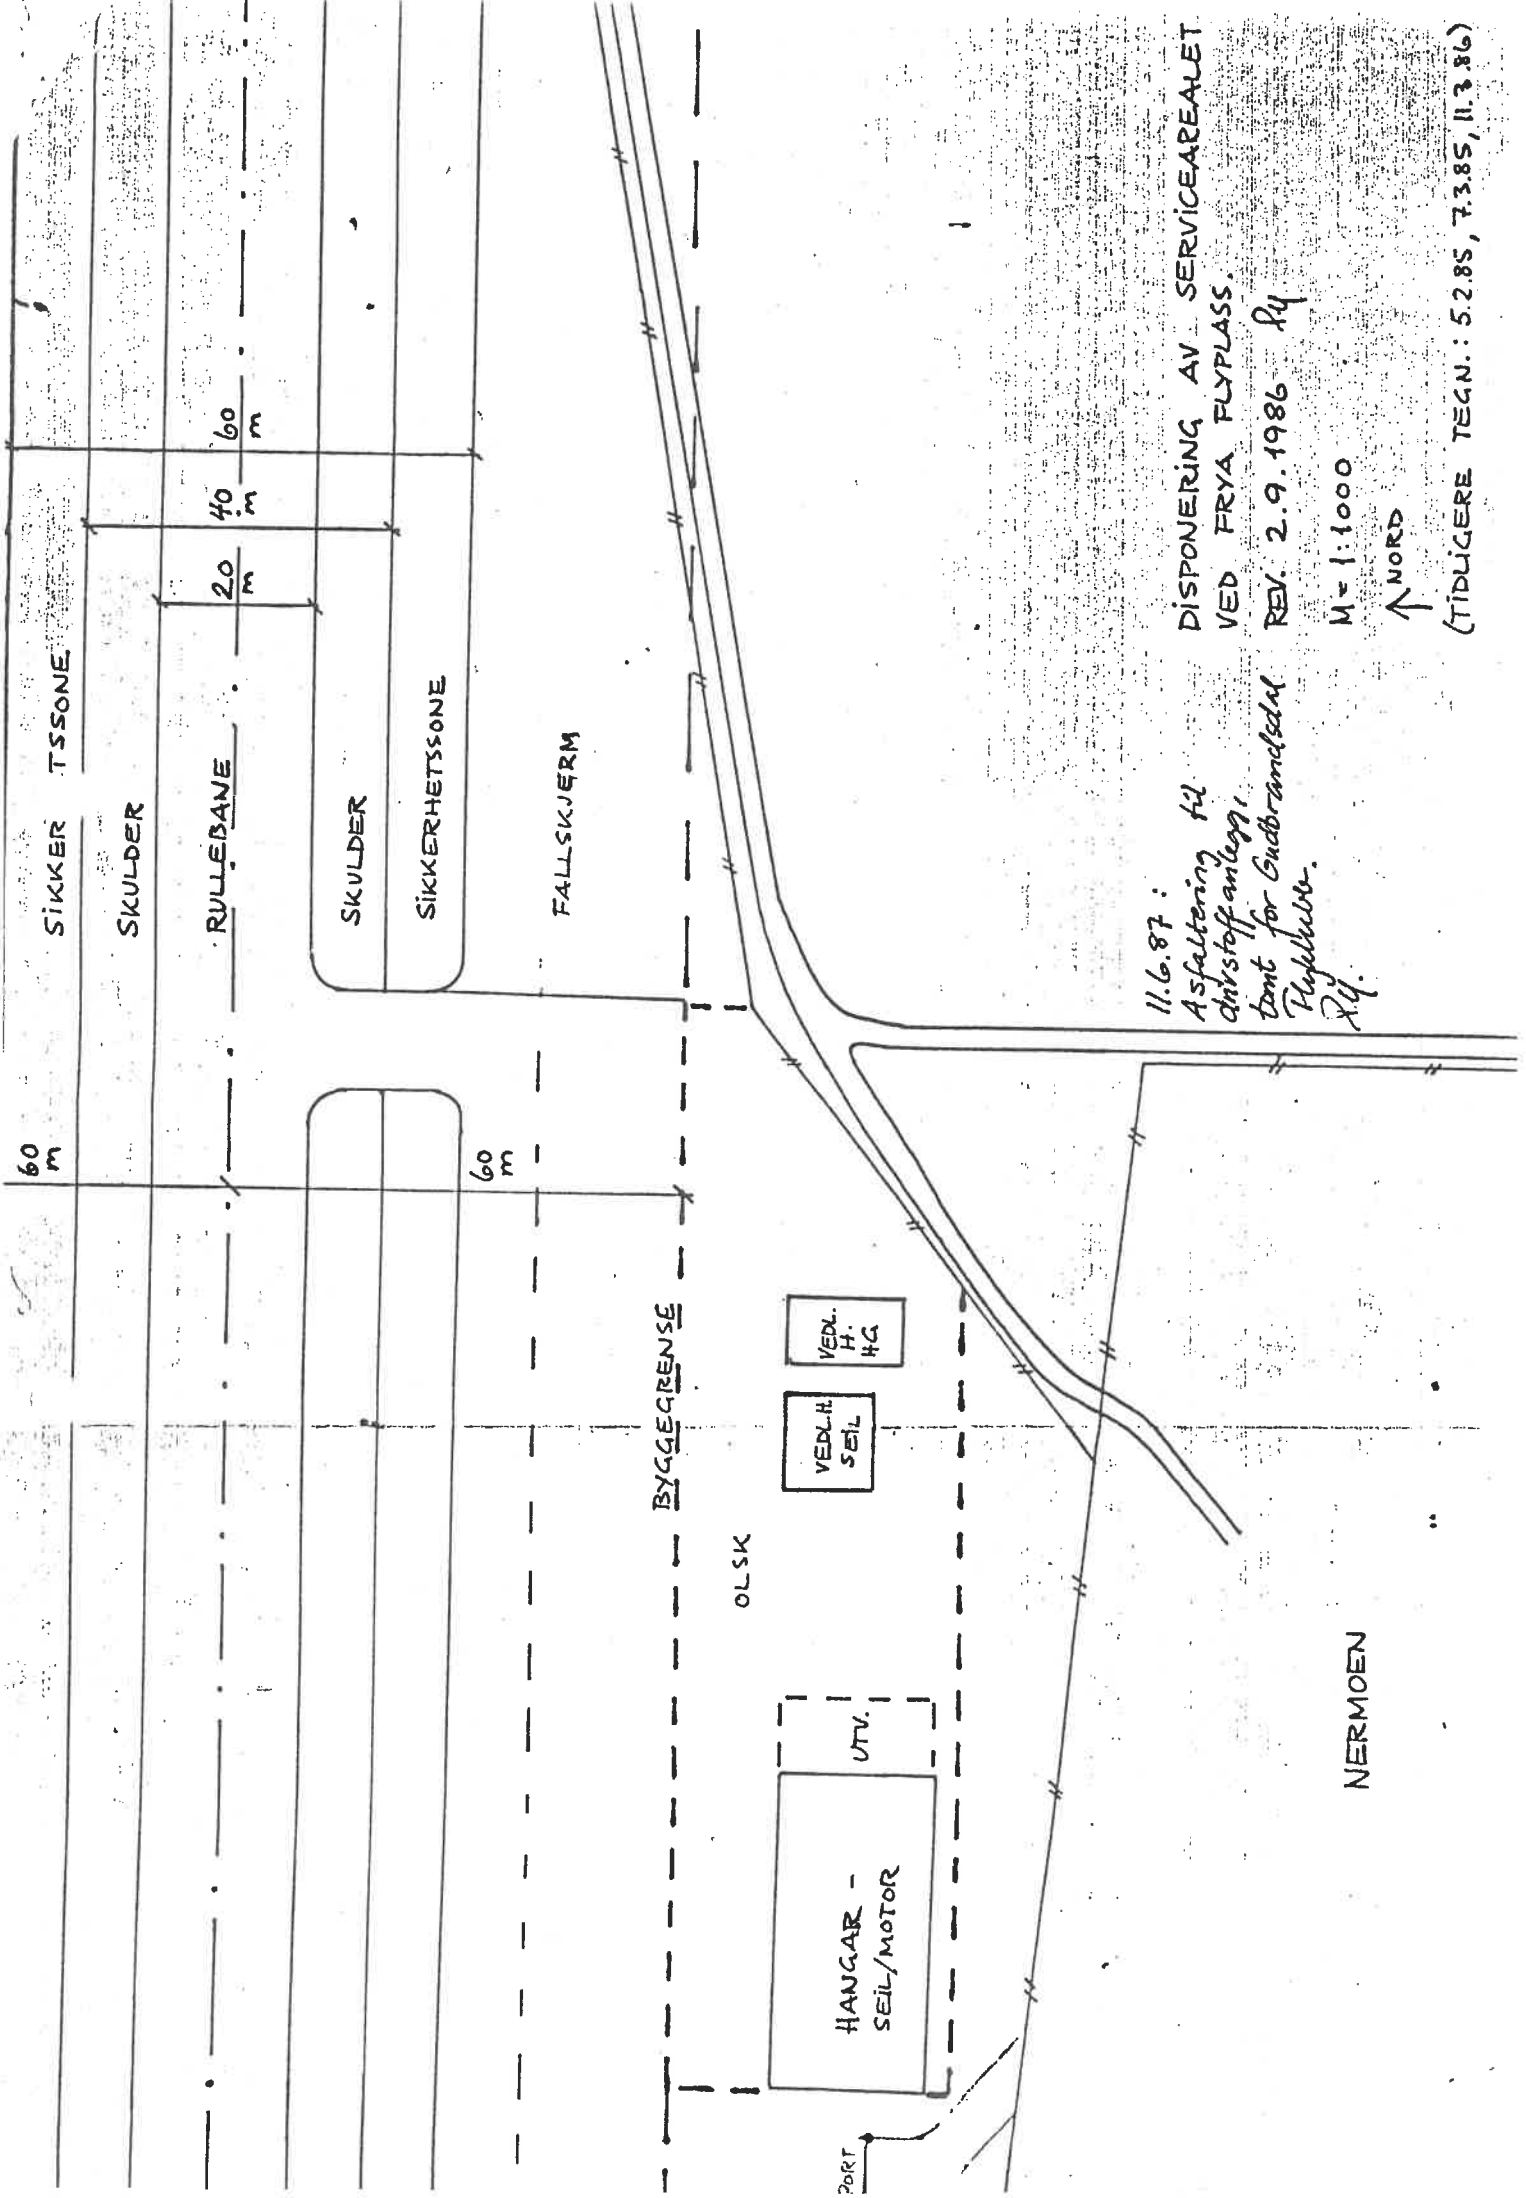 SIKKER TSSONE
SKULDER
RULLEBANE
SKULDER
SIKKERHETSSONE
FALLSKJERM
20 m
40 m
60 m
60 m
60 m
BYGGEGRENSE
OLSK
VEDL.H.
SEIL
VEDL.
H.
HG
UTV.
HANGAR -
SEIL/MOTOR
PORT
NERMOEN
11.6.87:
Asfaltering til
drivstoffanlegg,
tomt for Gudbrandsdal
Flyklubb.
DISPONERING AV SERVICEAREALET
VED FRYA FLYPLASS.
REV. 2.9.1986
M = 1:1000
NORD
(TIDLIGERE TEGN.: 5.2.85, 7.3.85, 11.3.86)